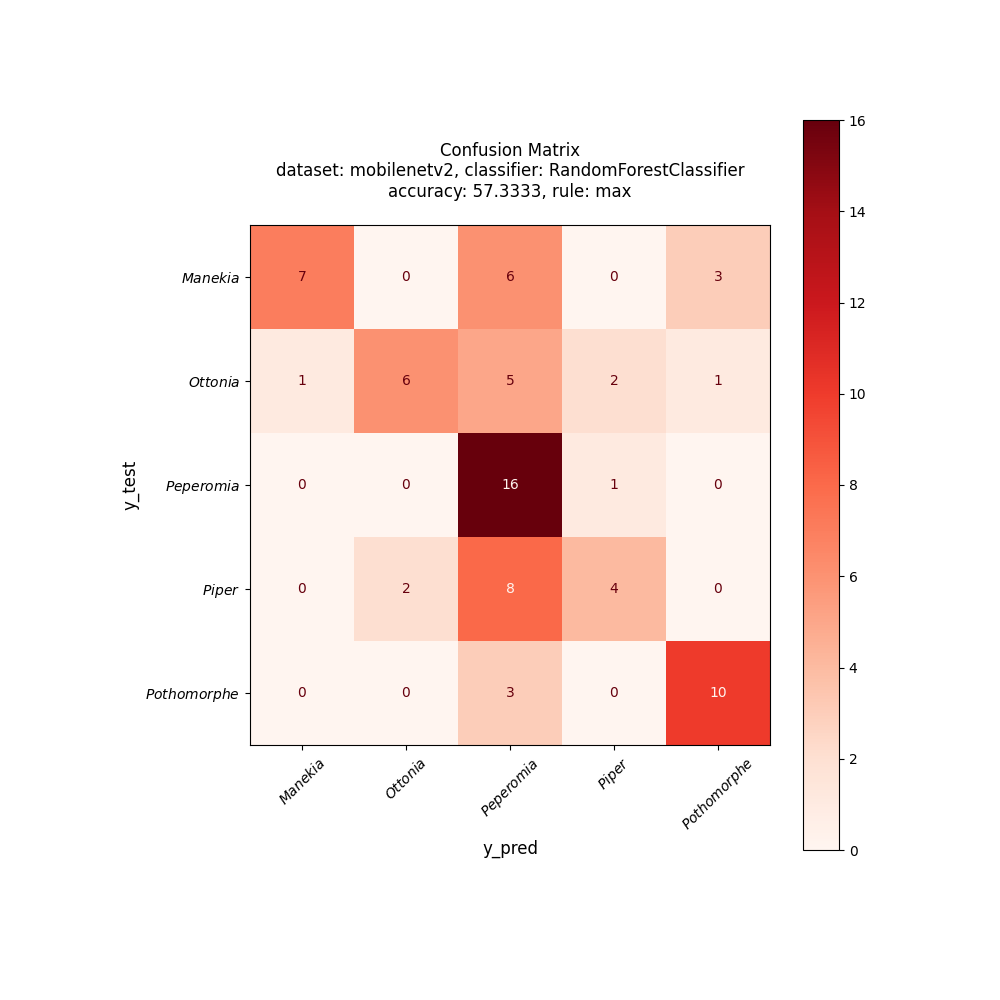 Confusion Matrix
dataset: mobilenetv2, classifier: RandomForestClassifier
accuracy: 57.3333, rule: max
Manekia 7 0 6 0 3
Ottonia 1 6 5 2 1
Peperomia 0 0 16 1 0
Piper 0 2 8 4 0
Pothomorphe 0 0 3 0 10
Manekia Ottonia Peperomia Piper Pothomorphe
y_pred
y_test
16
14
12
10
8
6
4
2
0